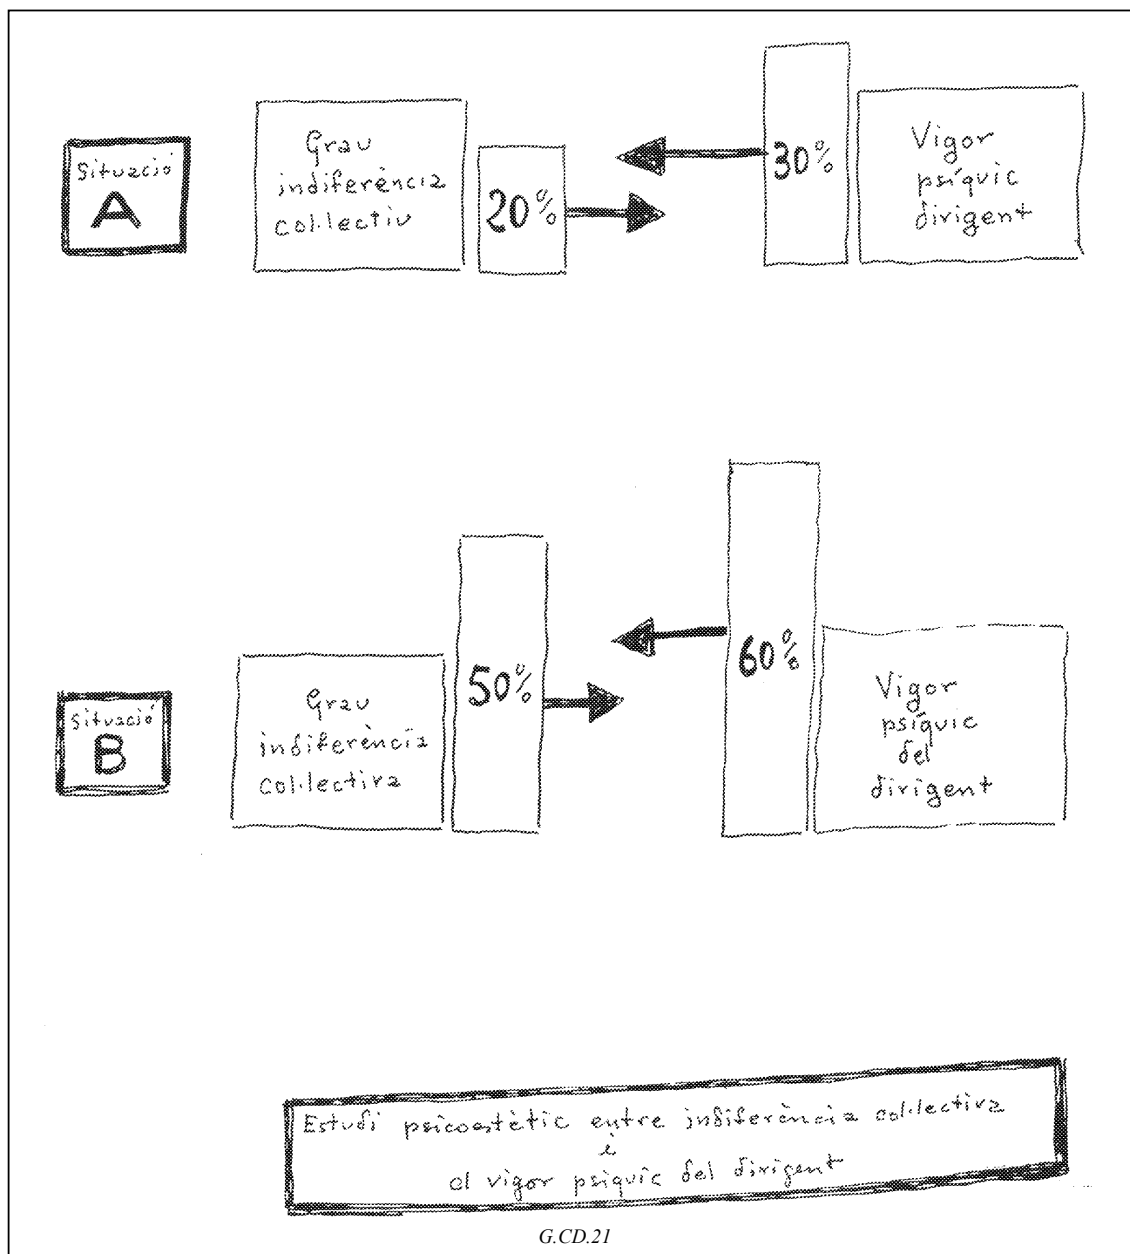 Situació
A
Grau
indiferència
col·lectiu
20%
30%
Vigor
psíquic
dirigent
Situació
B
Grau
indiferència
col·lectiva
50%
60%
Vigor
psíquic
del
dirigent
Estudi psicoestètic entre indiferència col·lectiva
i
el vigor psíquic del dirigent
G.CD.21